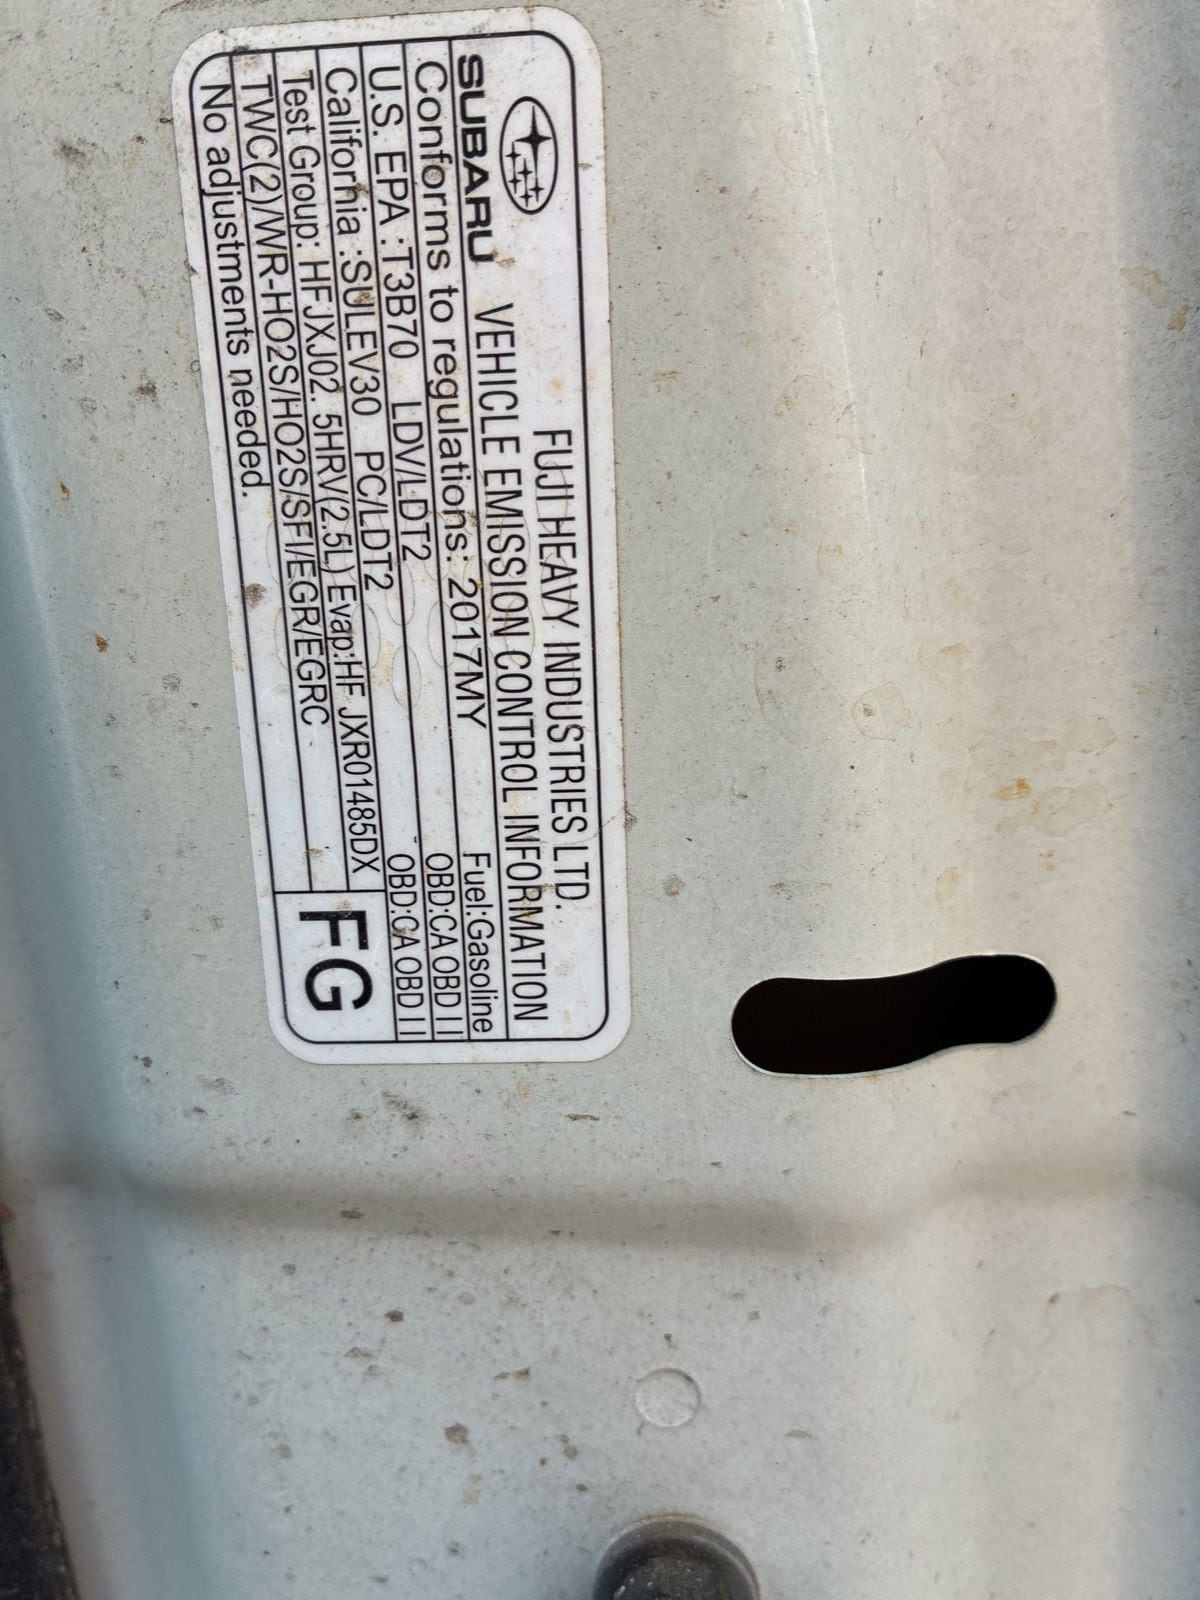 FUJI HEAVY INDUSTRIES LTD.
SUBARU VEHICLE EMISSION CONTROL INFORMATION
Conforms to regulations: 2017MY Fuel:Gasoline
U.S. EPA :T3B70 LDV/LDT2 OBD:CA OBD II
California :SULEV30 PC/LDT2 OBD:CA OBD II
Test Group: HFJXJ02. 5HRV(2.5L) Evap:HF JXR01485DX
TWC(2)/WR-HO2S/HO2S/SFI/EGR/EGRC
No adjustments needed.
FG